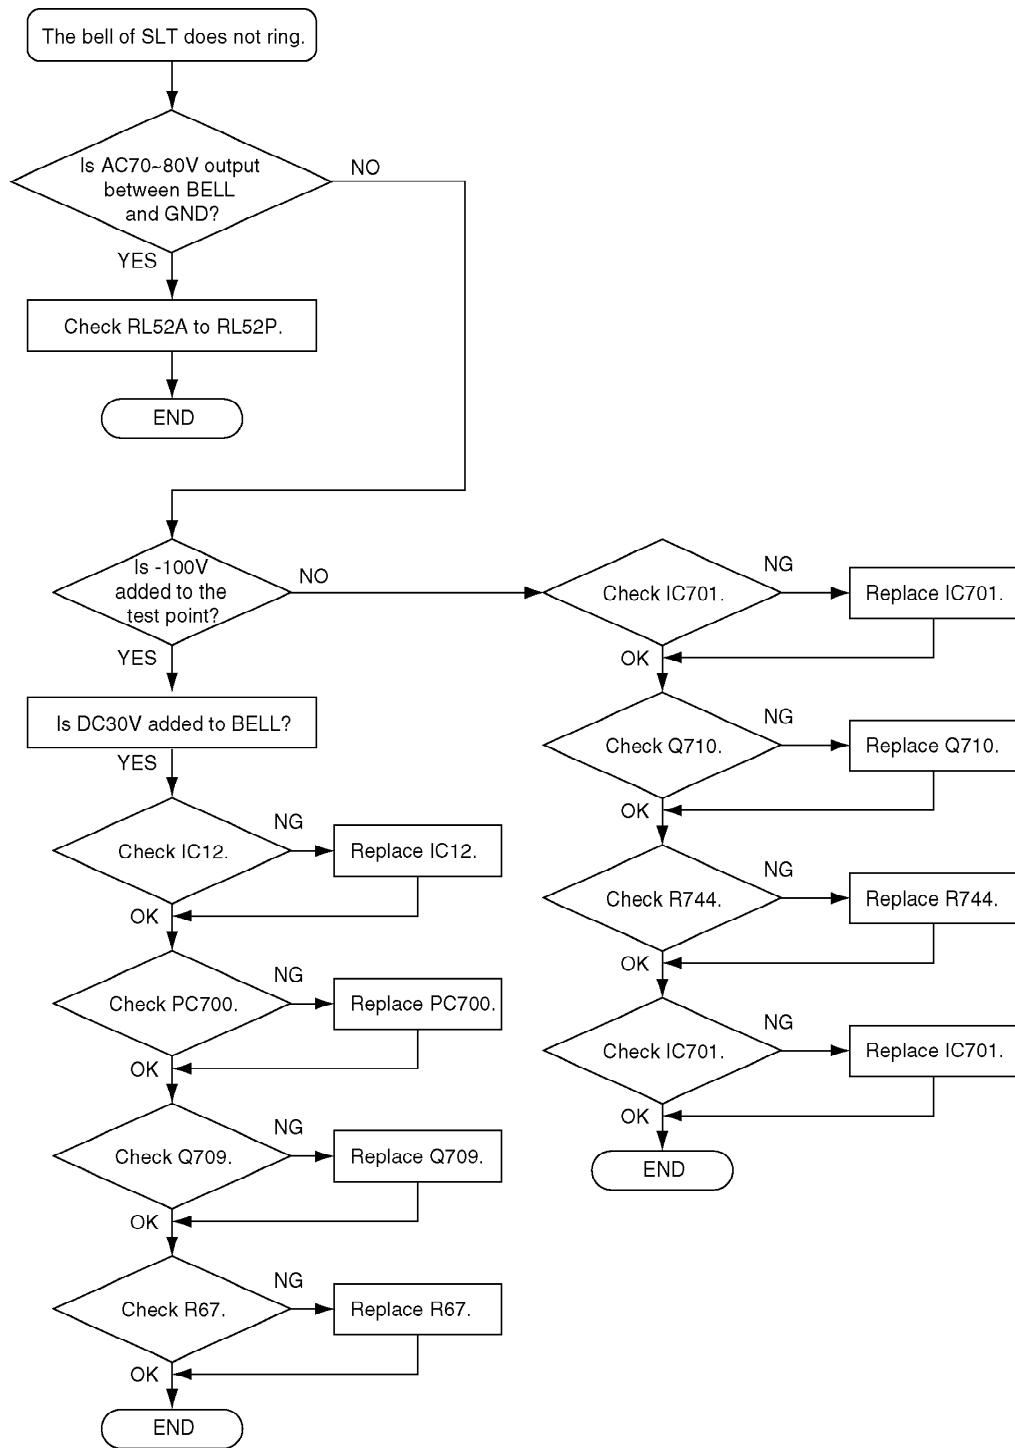 The bell of SLT does not ring.
Is AC70~80V output
between BELL
and GND?
NO
YES
Check RL52A to RL52P.
END
Is -100V
added to the
test point?
NO
YES
Is DC30V added to BELL?
YES
Check IC12.
NG
Replace IC12.
OK
Check PC700.
NG
Replace PC700.
OK
Check Q709.
NG
Replace Q709.
OK
Check R67.
NG
Replace R67.
OK
END
Check IC701.
NG
Replace IC701.
OK
Check Q710.
NG
Replace Q710.
OK
Check R744.
NG
Replace R744.
OK
Check IC701.
NG
Replace IC701.
OK
END